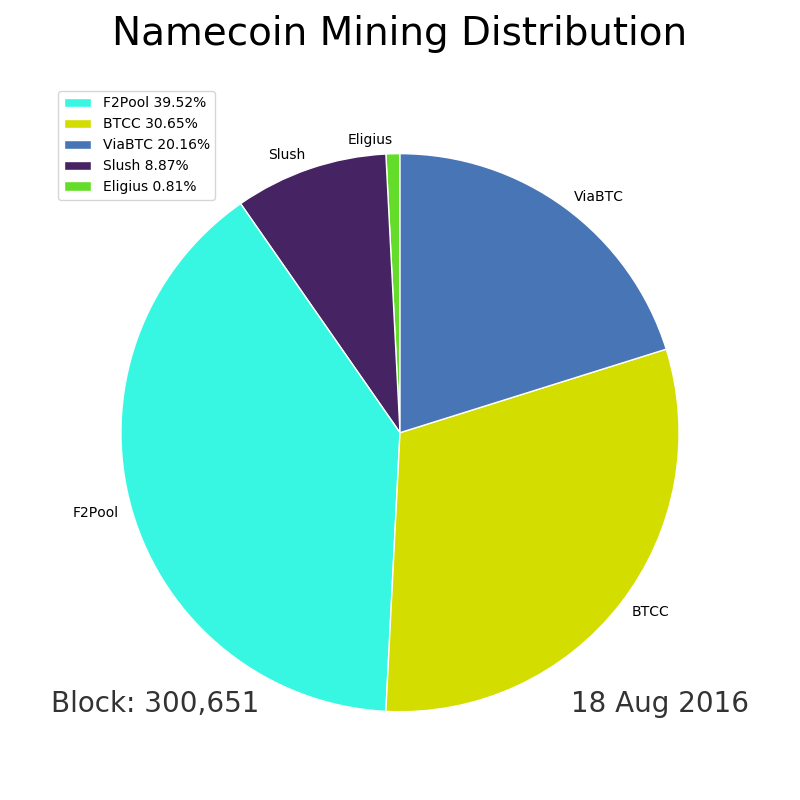 Namecoin Mining Distribution
F2Pool 39.52%
BTCC 30.65%
ViaBTC 20.16%
Slush 8.87%
Eligius 0.81%
Eligius
Slush
ViaBTC
F2Pool
BTCC
Block: 300,651
18 Aug 2016